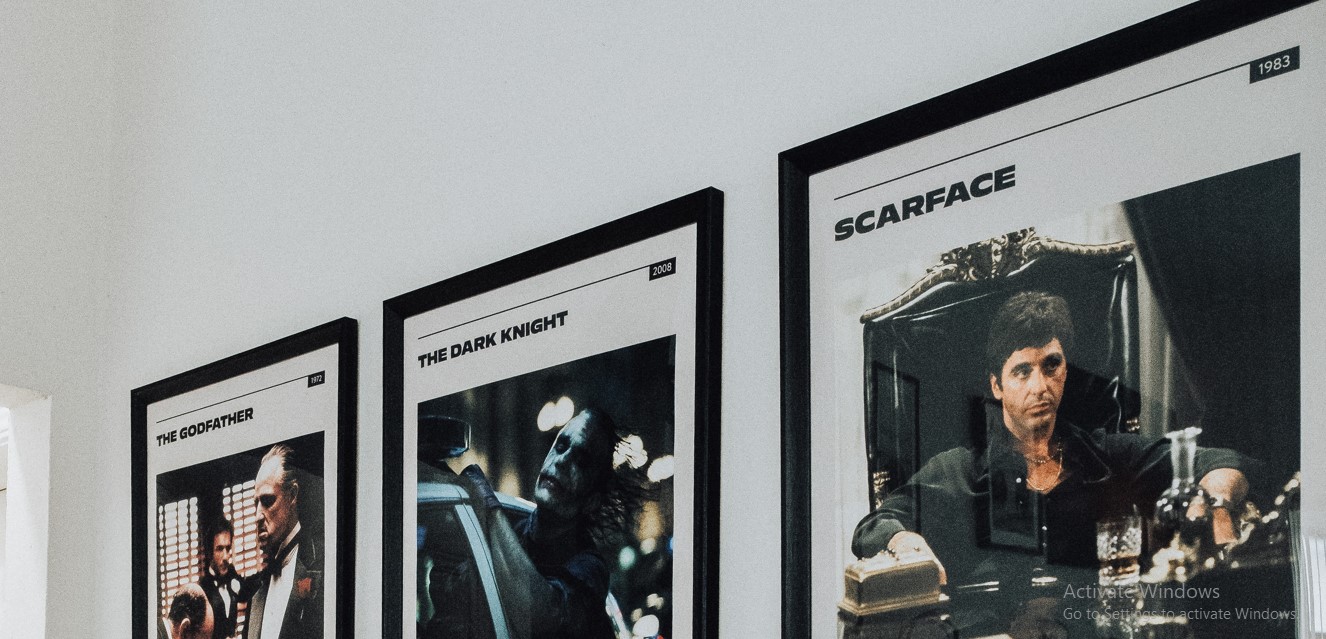 1972
THE GODFATHER
2008
THE DARK KNIGHT
1983
SCARFACE
Activate Windows
Go to Settings to activate Windows.